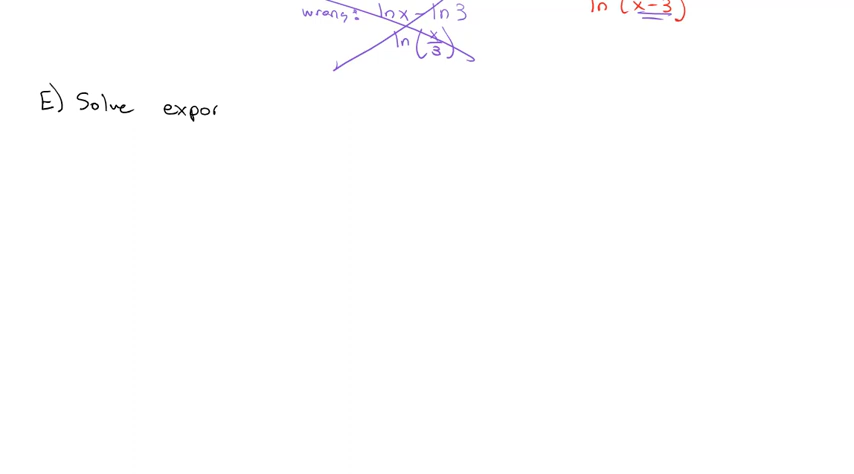 wrong: ln x - ln 3
ln (x/3)
ln (x-3)
E) Solve expor